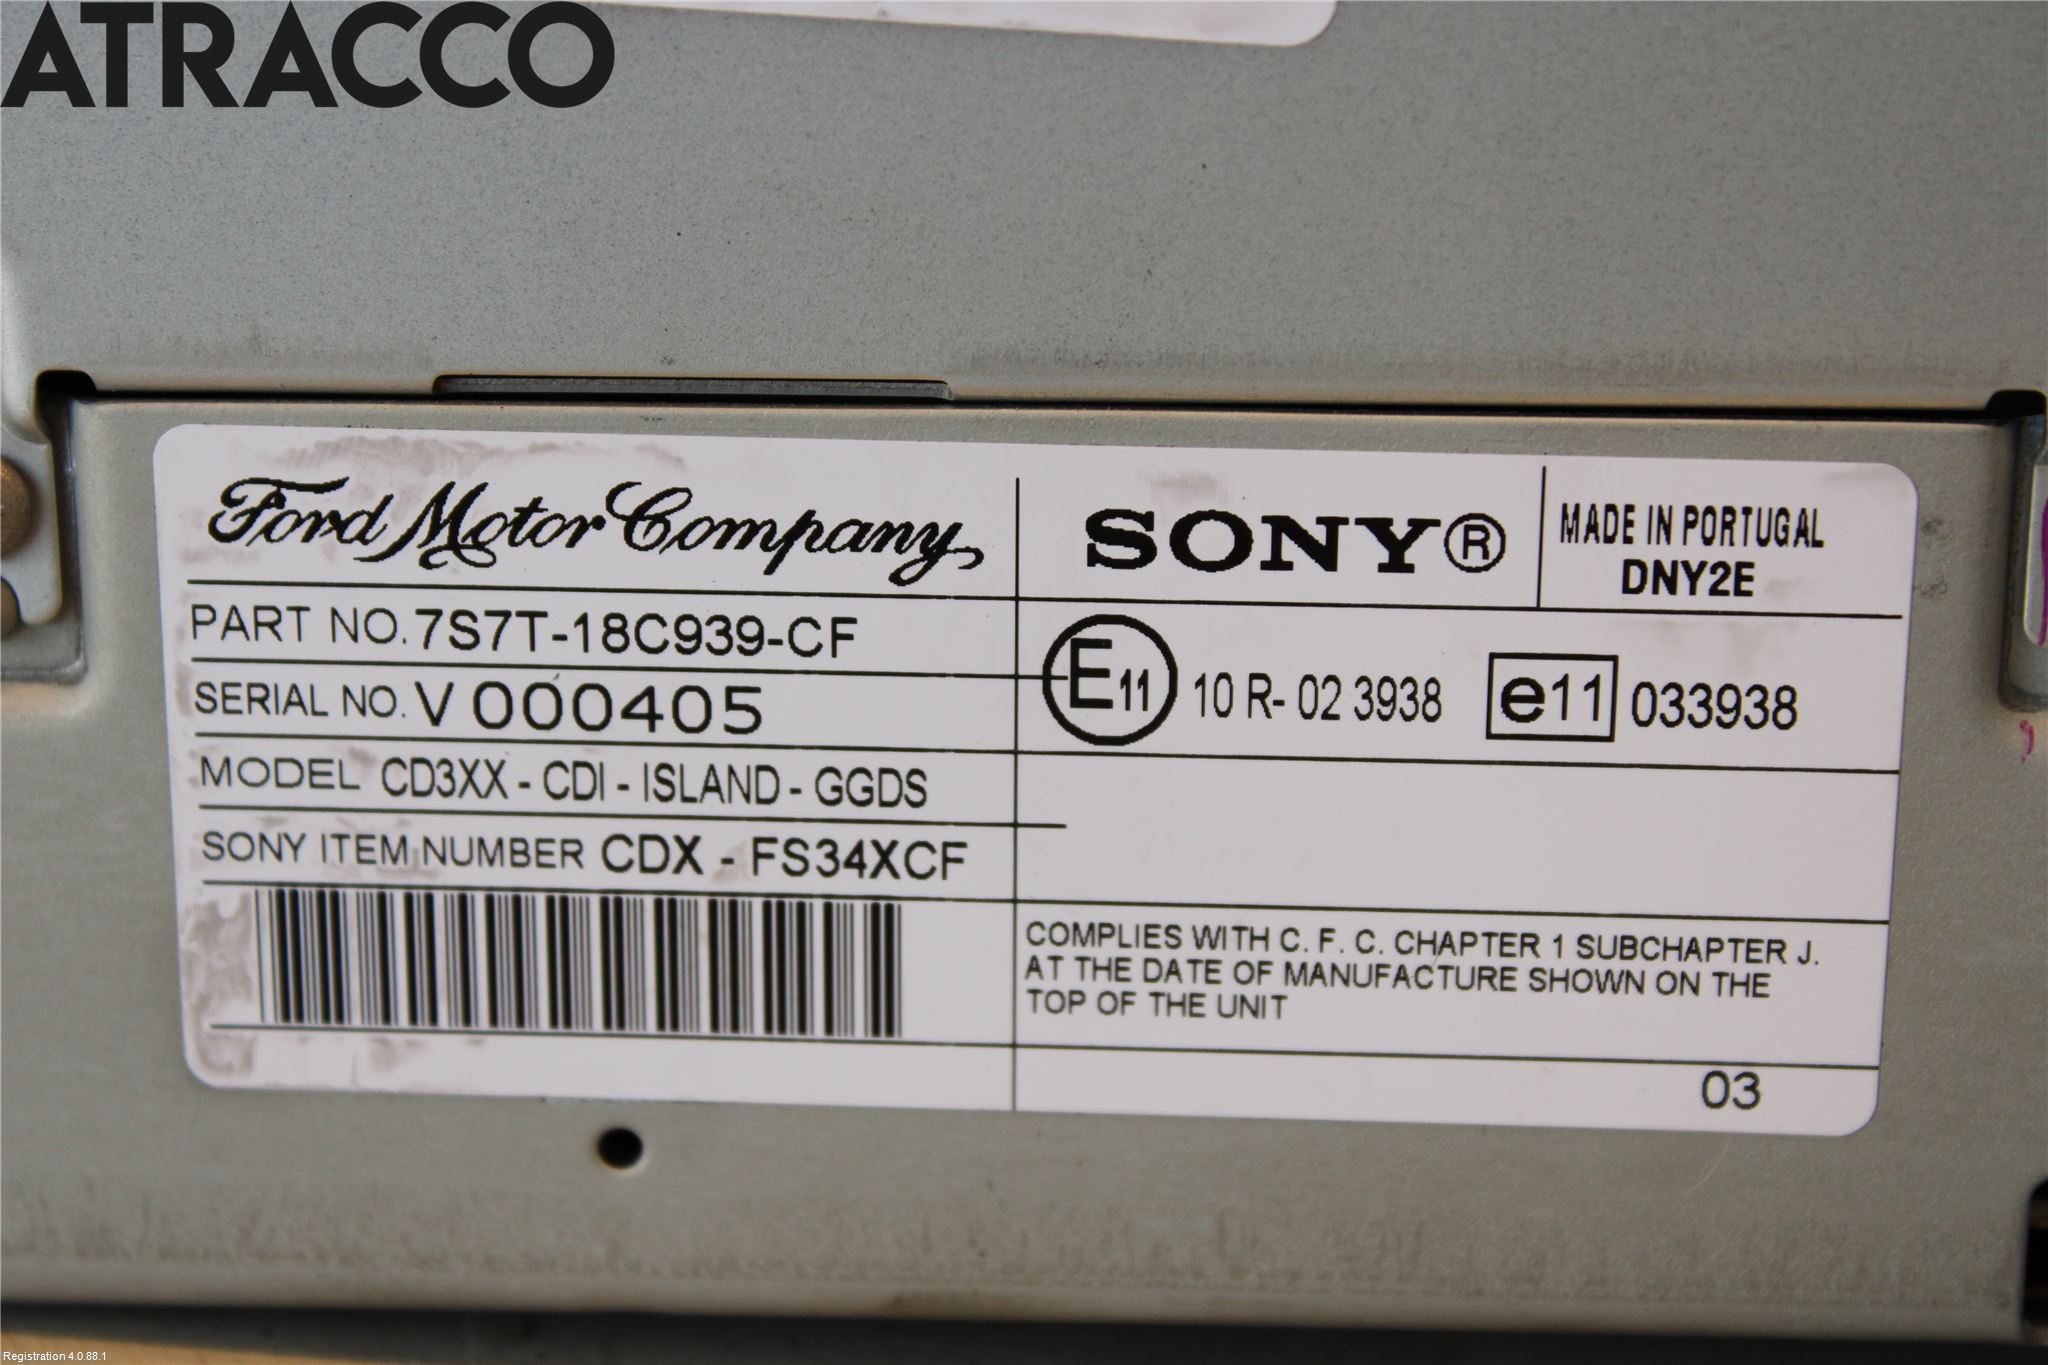 ATRACCO
Ford Motor Company
SONY®
MADE IN PORTUGAL
DNY2E
PART NO. 7S7T-18C939-CF
SERIAL NO. V000405
E11 10 R- 02 3938 e11 033938
MODEL CD3XX - CDI - ISLAND - GGDS
SONY ITEM NUMBER CDX - FS34XCF
COMPLIES WITH C. F. C. CHAPTER 1 SUBCHAPTER J.
AT THE DATE OF MANUFACTURE SHOWN ON THE
TOP OF THE UNIT
03
Registration 4.0.88.1